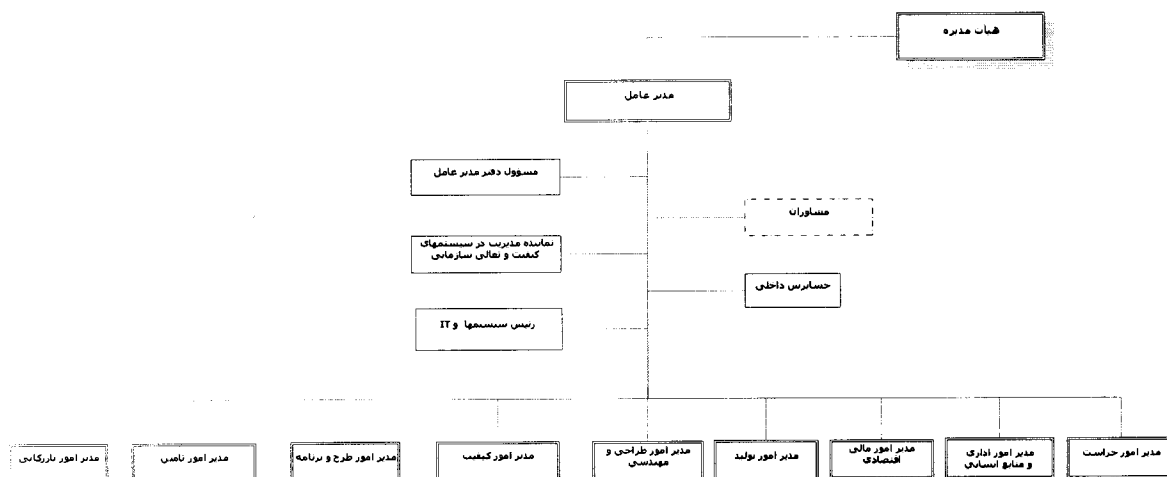 هیأت مدیره
مدیر عامل
مسؤول دفتر مدیر عامل
مشاوران
نماینده مدیریت در سیستمهای
کیفیت و تعالی سازمانی
حسابرس داخلی
رئیس سیستمها و IT
مدیر امور حراست
مدیر امور اداری
و منابع انسانی
مدیر امور مالی
اقتصادی
مدیر امور تولید
مدیر امور طراحی و
مهندسی
مدیر امور کیفیت
مدیر امور طرح و برنامه
مدیر امور تامین
مدیر امور بازرگانی